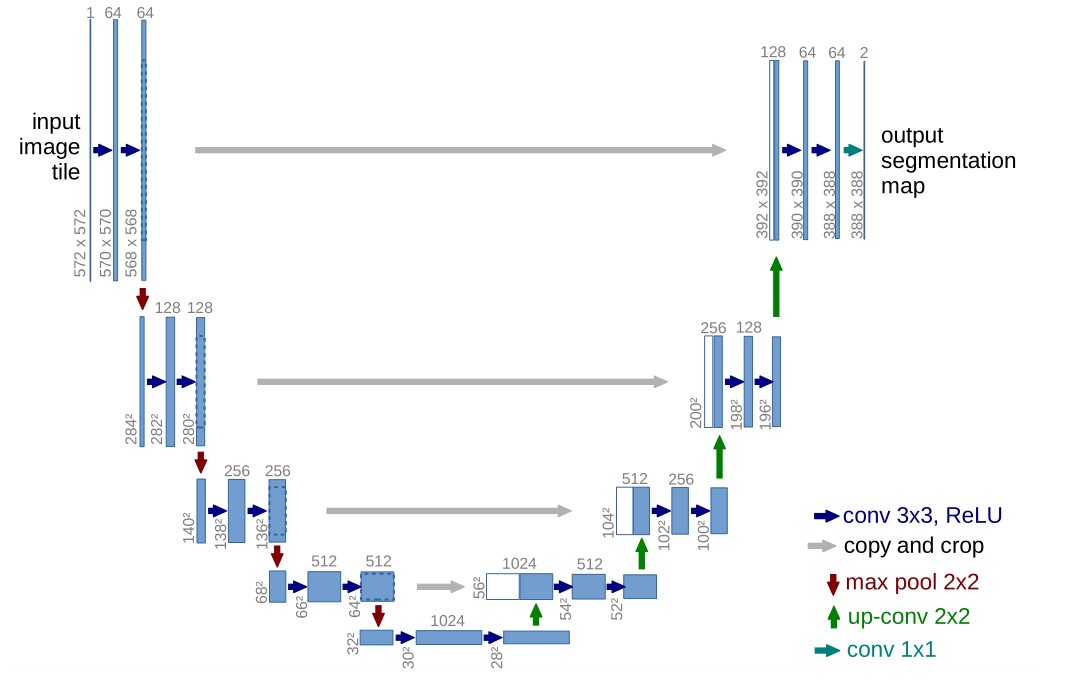 1 64 64
input
image
tile
572 x 572
570 x 570
568 x 568
128 64 64 2
output
segmentation
map
392 x 392
390 x 390
388 x 388
388 x 388
128 128
284²
282²
280²
256 128
200²
198²
196²
256 256
140²
138²
136²
512 256
104²
102²
100²
512 512
68²
66²
64²
1024 512
56²
54²
52²
1024
32²
30²
28²
conv 3x3, ReLU
copy and crop
max pool 2x2
up-conv 2x2
conv 1x1